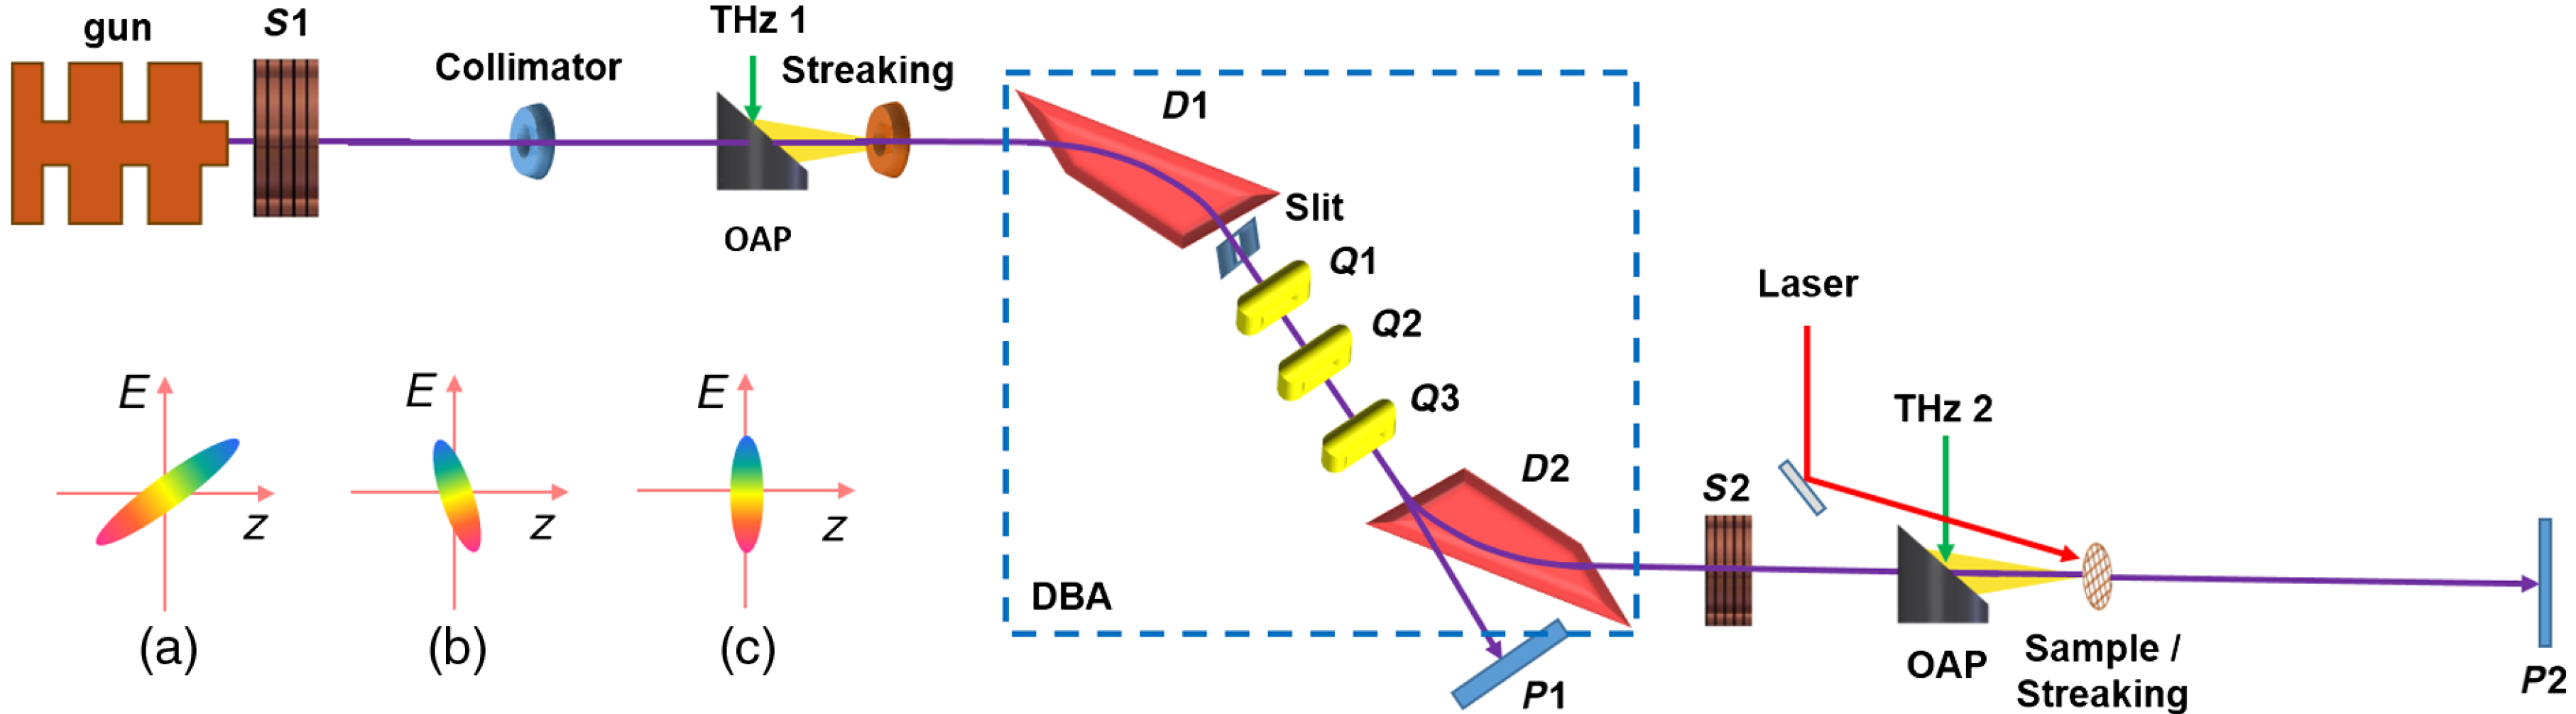 gun
S1
Collimator
THz 1
Streaking
OAP
D1
Slit
Q1
Q2
Q3
D2
DBA
P1
S2
Laser
THz 2
OAP
Sample /
Streaking
P2
E
z
(a)
E
z
(b)
E
z
(c)